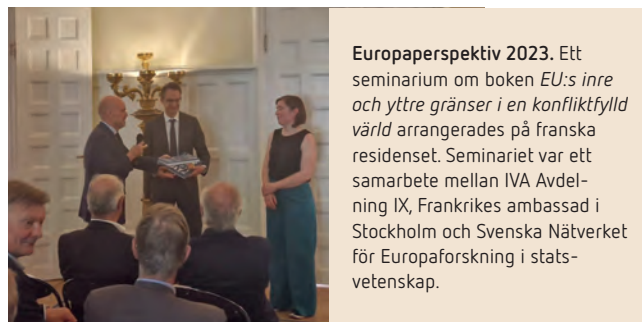 Europaperspektiv 2023. Ett
seminarium om boken EU:s inre
och yttre gränser i en konfliktfylld
värld arrangerades på franska
residenset. Seminariet var ett
samarbete mellan IVA Avdel-
ning IX, Frankrikes ambassad i
Stockholm och Svenska Nätverket
för Europaforskning i stats-
vetenskap.